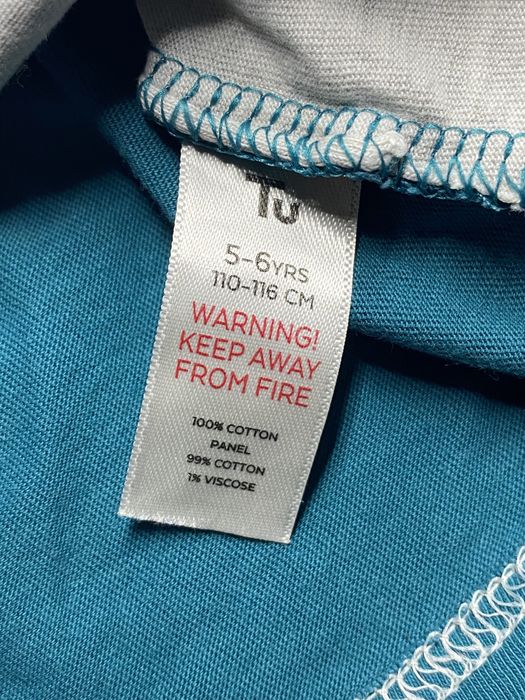 Tu
5-6YRS
110-116 CM
WARNING!
KEEP AWAY
FROM FIRE
100% COTTON
PANEL
99% COTTON
1% VISCOSE